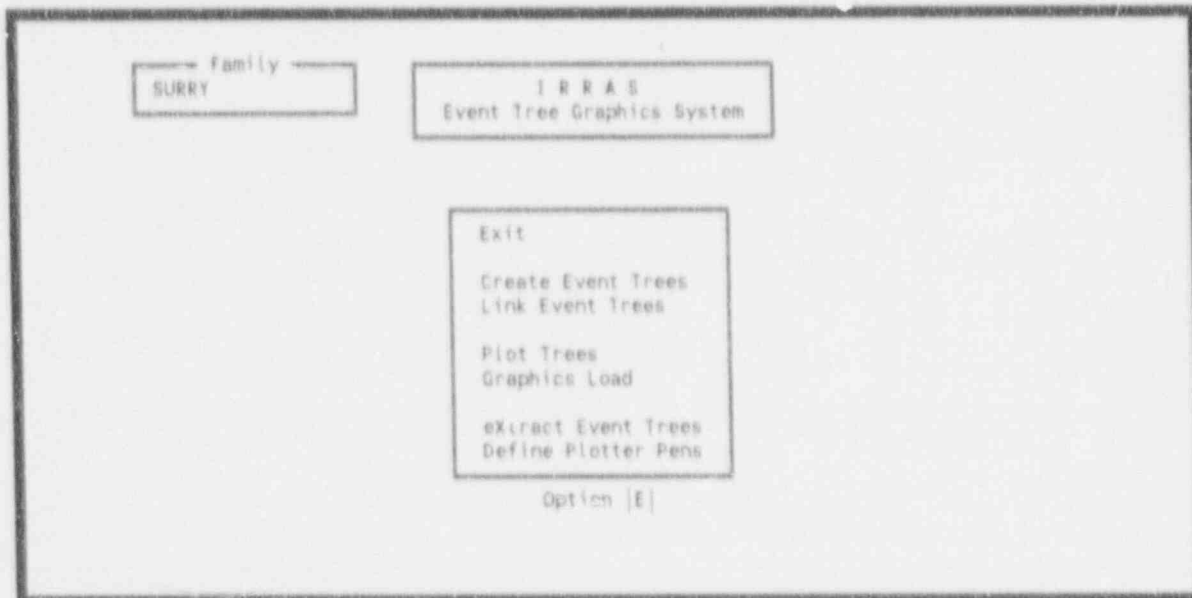 Family
SURRY
I R R A S
Event Tree Graphics System
Exit
Create Event Trees
Link Event Trees
Plot Trees
Graphics Load
eXtract Event Trees
Define Plotter Pens
Option |E|